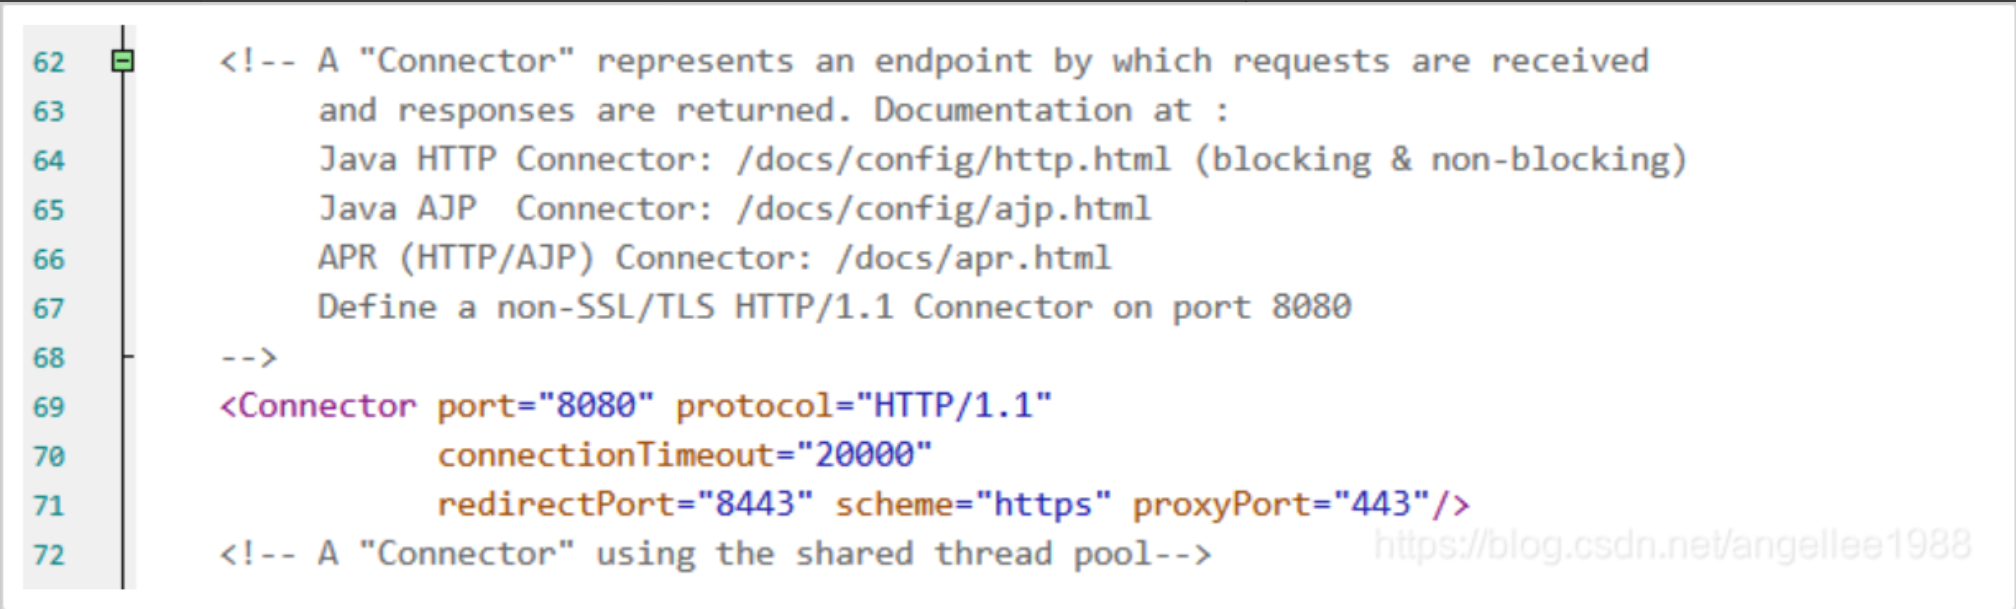 62 <!-- A "Connector" represents an endpoint by which requests are received
63 and responses are returned. Documentation at :
64 Java HTTP Connector: /docs/config/http.html (blocking & non-blocking)
65 Java AJP  Connector: /docs/config/ajp.html
66 APR (HTTP/AJP) Connector: /docs/apr.html
67 Define a non-SSL/TLS HTTP/1.1 Connector on port 8080
68 -->
69 <Connector port="8080" protocol="HTTP/1.1"
70 connectionTimeout="20000"
71 redirectPort="8443" scheme="https" proxyPort="443"/>
72 <!-- A "Connector" using the shared thread pool-->
https://blog.csdn.net/angellee1988